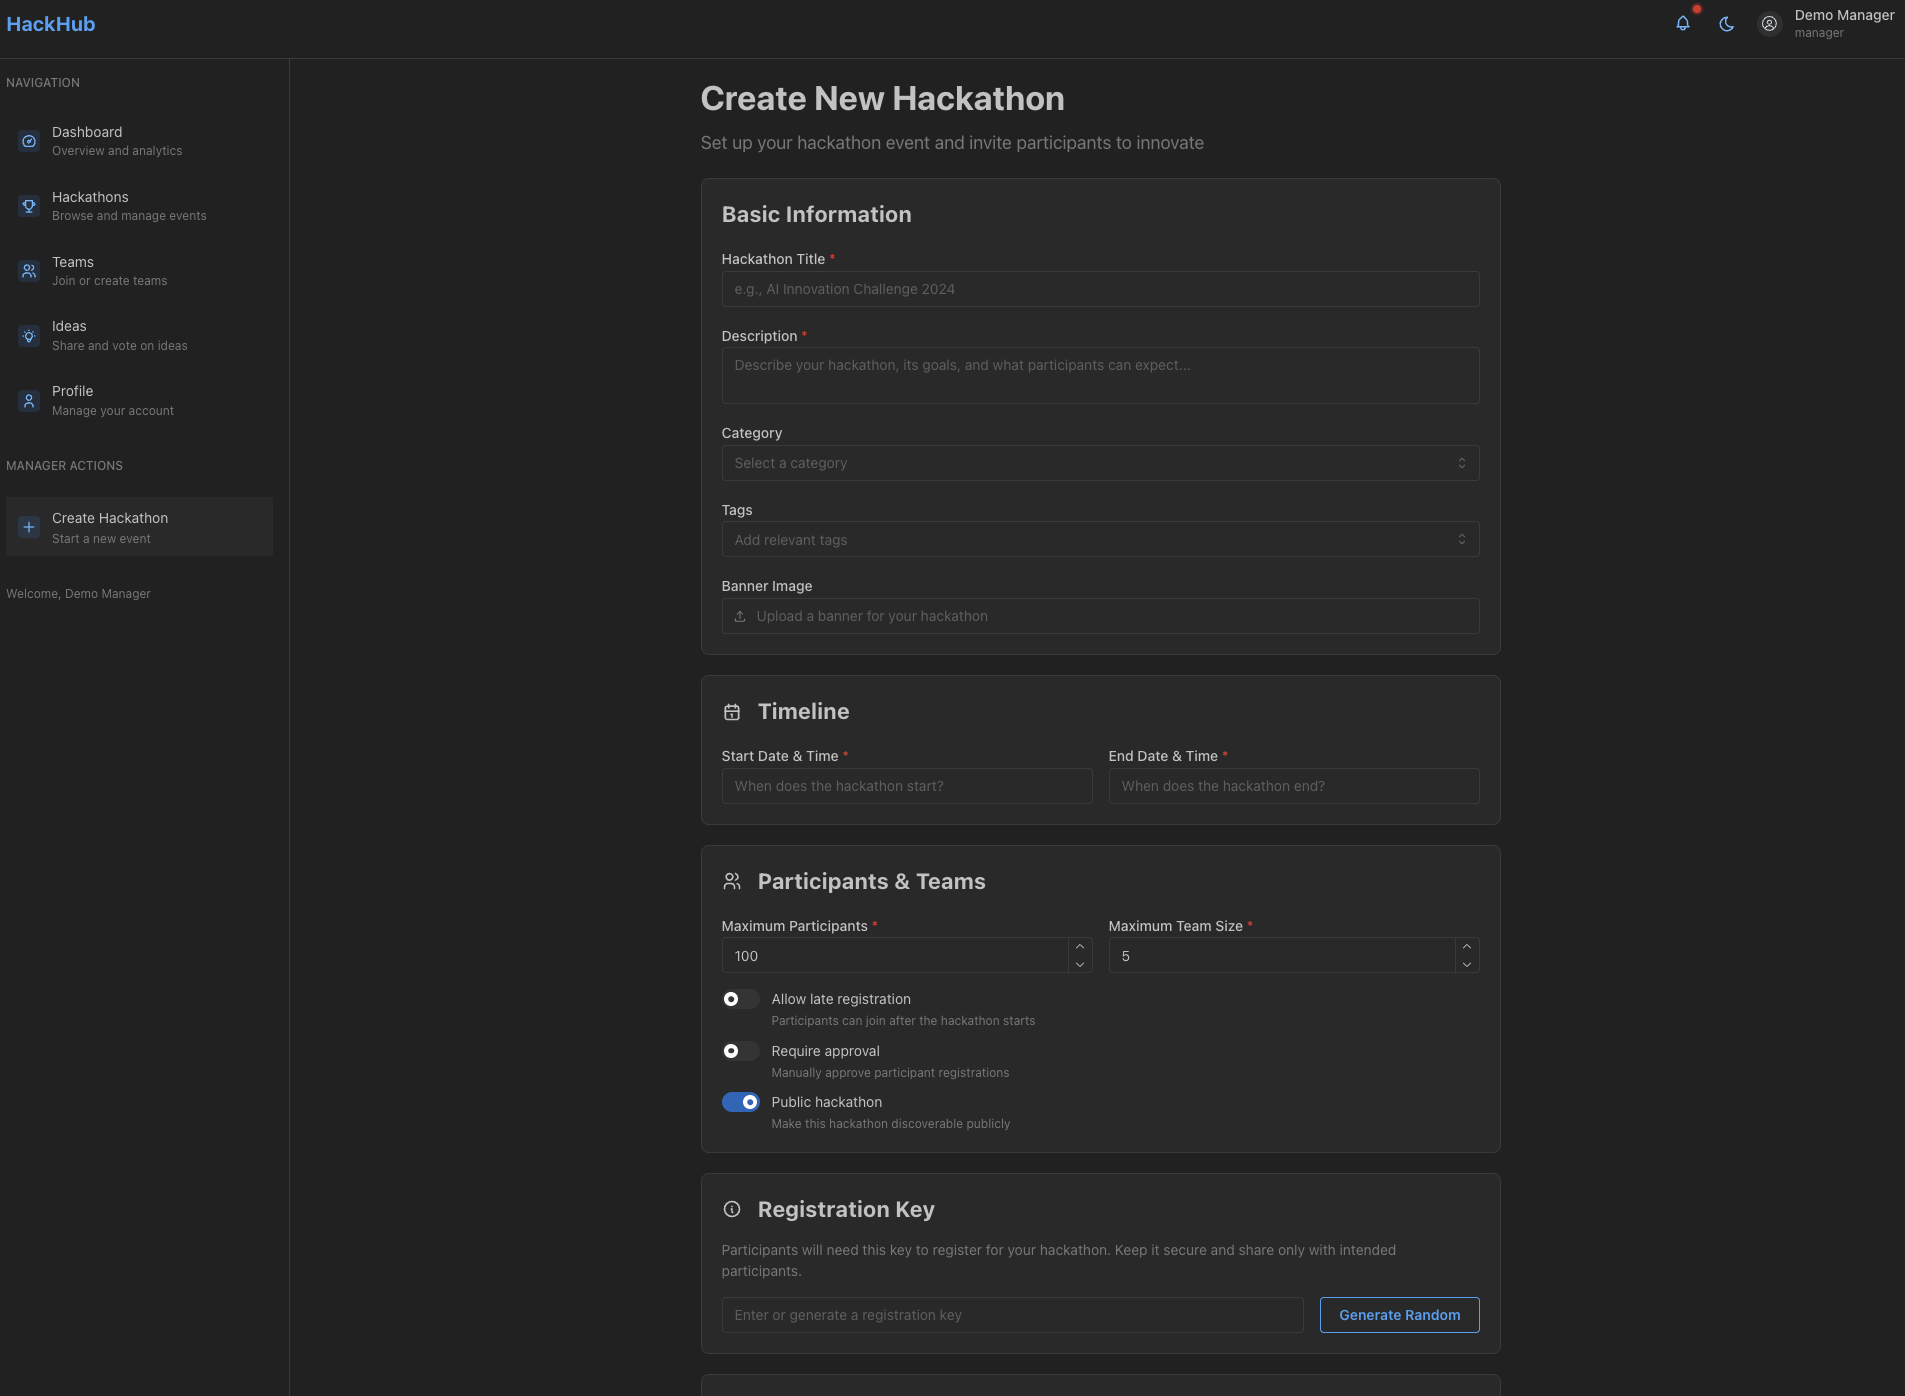 HackHub
Demo Manager
manager
NAVIGATION
Dashboard
Overview and analytics
Hackathons
Browse and manage events
Teams
Join or create teams
Ideas
Share and vote on ideas
Profile
Manage your account
MANAGER ACTIONS
Create Hackathon
Start a new event
Welcome, Demo Manager
Create New Hackathon
Set up your hackathon event and invite participants to innovate
Basic Information
Hackathon Title *
e.g., AI Innovation Challenge 2024
Description *
Describe your hackathon, its goals, and what participants can expect...
Category
Select a category
Tags
Add relevant tags
Banner Image
Upload a banner for your hackathon
Timeline
Start Date & Time *
End Date & Time *
When does the hackathon start?
When does the hackathon end?
Participants & Teams
Maximum Participants *
Maximum Team Size *
100
5
Allow late registration
Participants can join after the hackathon starts
Require approval
Manually approve participant registrations
Public hackathon
Make this hackathon discoverable publicly
Registration Key
Participants will need this key to register for your hackathon. Keep it secure and share only with intended
participants.
Enter or generate a registration key
Generate Random